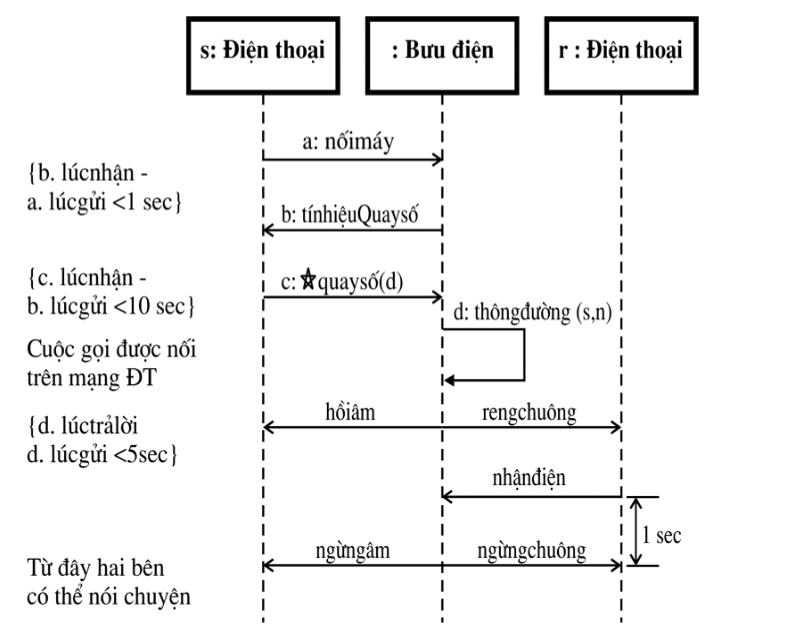 s: Điện thoại
: Bưu điện
r : Điện thoại
a: nốimáy
{b. lúcnhận -
a. lúcgửi <1 sec}
b: tínhiệuQuaysố
{c. lúcnhận -
b. lúcgửi <10 sec}
c: ☆quaysố(d)
d: thôngđường (s,n)
Cuộc gọi được nối
trên mạng ĐT
hồiâm
rengchuông
{d. lúctrảlời
d. lúcgửi <5sec}
nhậnđiện
1 sec
ngừngâm
ngừngchuông
Từ đây hai bên
có thể nói chuyện